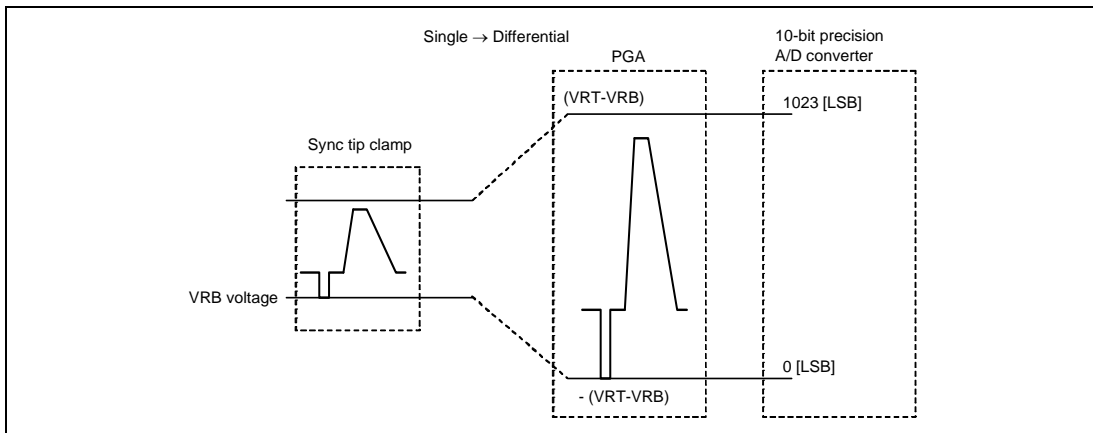 Single → Differential
10-bit precision
A/D converter
PGA
(VRT-VRB)
1023 [LSB]
Sync tip clamp
VRB voltage
0 [LSB]
- (VRT-VRB)